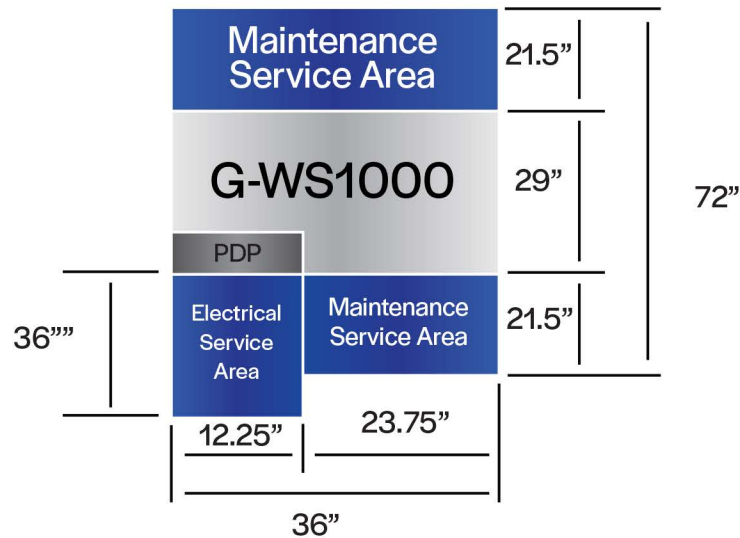 Maintenance
Service Area
21.5”
G-WS1000
29”
72”
PDP
Electrical
Service
Area
Maintenance
Service Area
21.5”
36””
12.25”
23.75”
36”